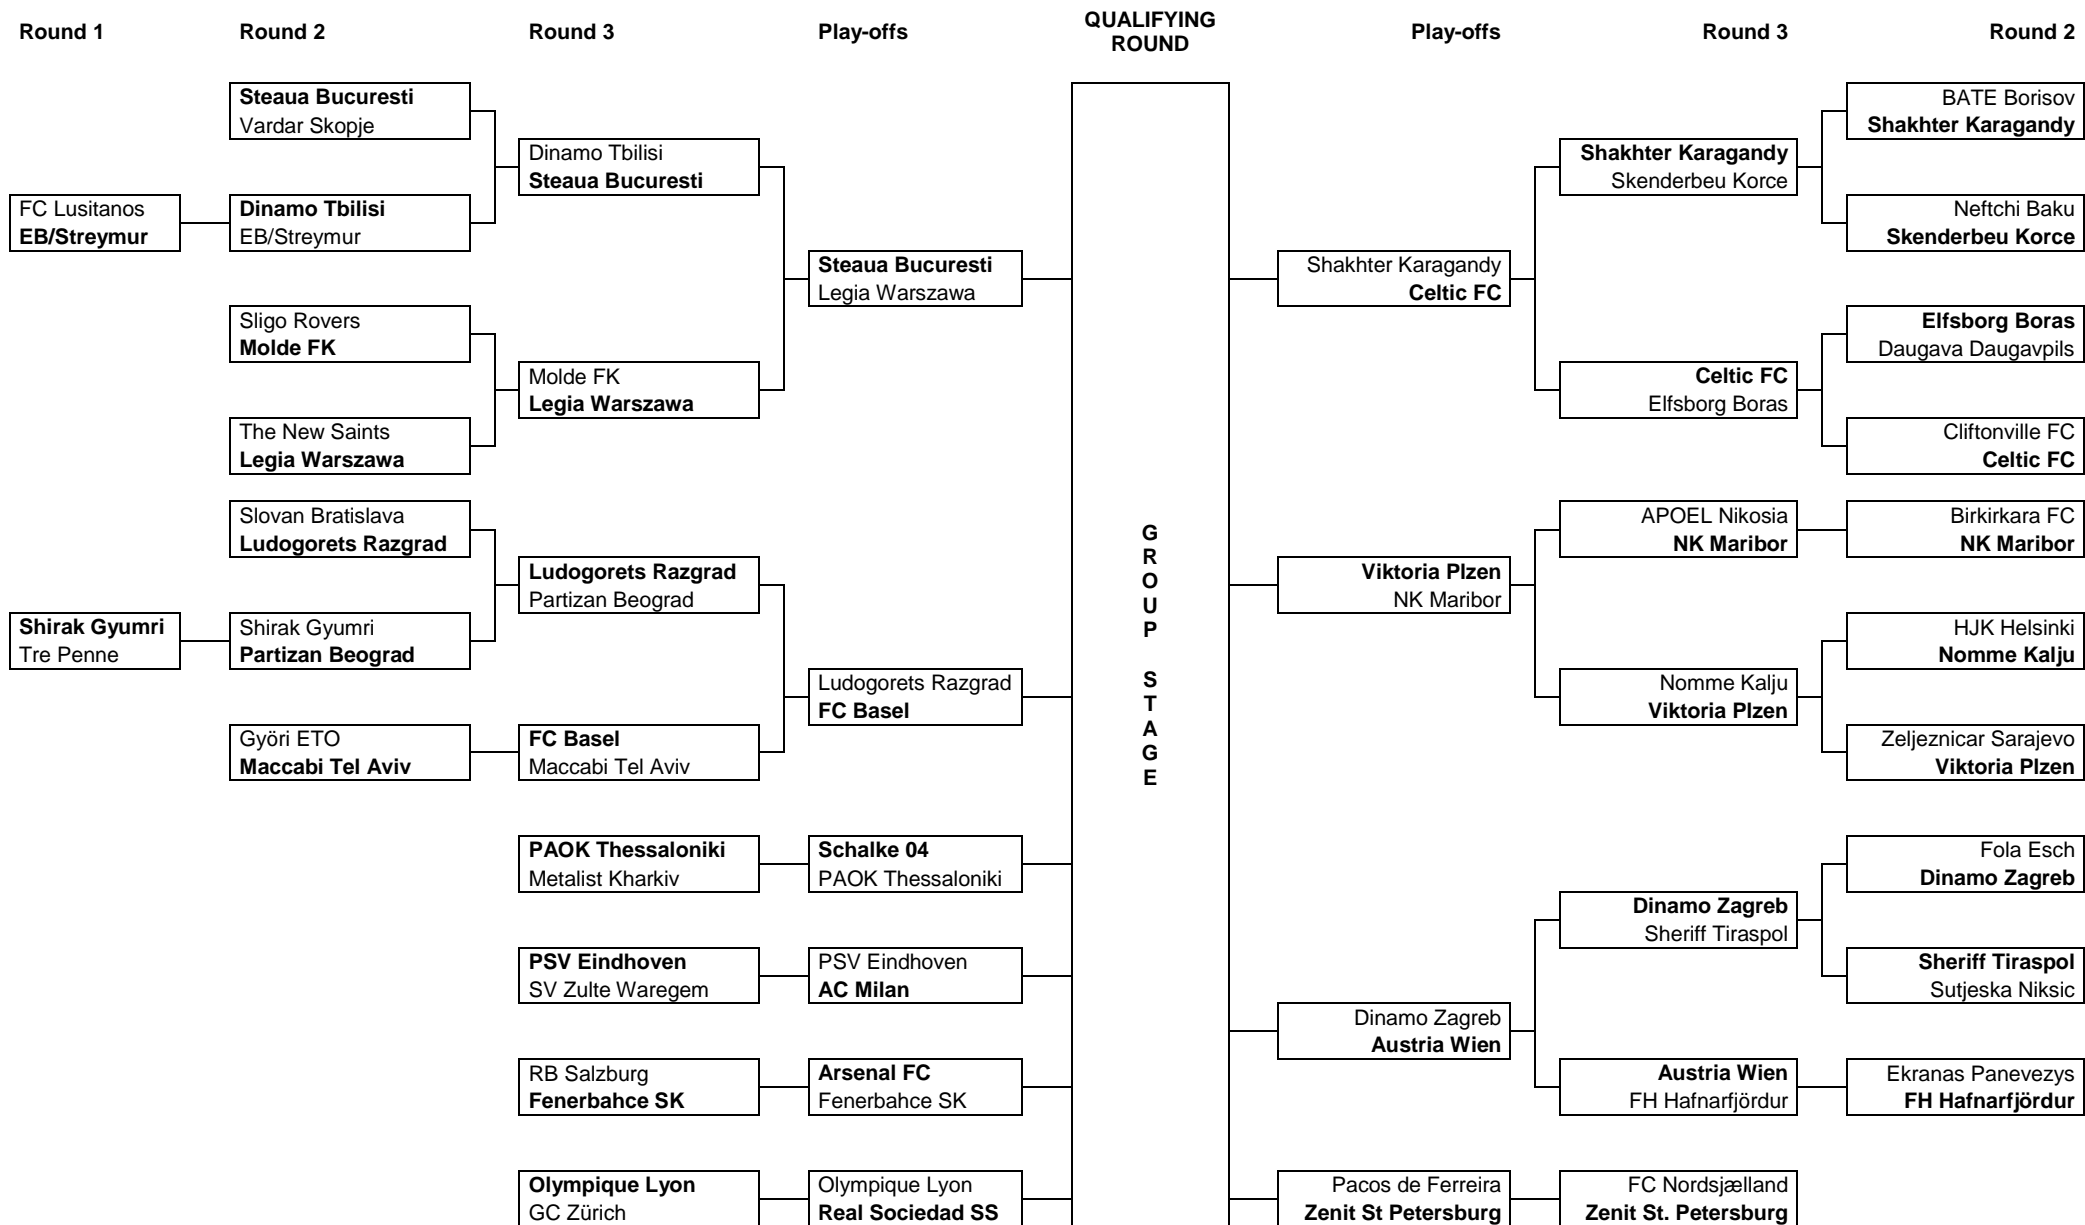 Round 1
Round 2
Round 3
Play-offs
QUALIFYING
ROUND
Play-offs
Round 3
Round 2
FC Lusitanos
EB/Streymur
Shirak Gyumri
Tre Penne
Steaua Bucuresti
Vardar Skopje
Dinamo Tbilisi
EB/Streymur
Sligo Rovers
Molde FK
The New Saints
Legia Warszawa
Slovan Bratislava
Ludogorets Razgrad
Shirak Gyumri
Partizan Beograd
Györi ETO
Maccabi Tel Aviv
Dinamo Tbilisi
Steaua Bucuresti
Molde FK
Legia Warszawa
Ludogorets Razgrad
Partizan Beograd
FC Basel
Maccabi Tel Aviv
PAOK Thessaloniki
Metalist Kharkiv
PSV Eindhoven
SV Zulte Waregem
RB Salzburg
Fenerbahce SK
Olympique Lyon
GC Zürich
Steaua Bucuresti
Legia Warszawa
Ludogorets Razgrad
FC Basel
Schalke 04
PAOK Thessaloniki
PSV Eindhoven
AC Milan
Arsenal FC
Fenerbahce SK
Olympique Lyon
Real Sociedad SS
G
R
O
U
P
S
T
A
G
E
Shakhter Karagandy
Celtic FC
Viktoria Plzen
NK Maribor
Dinamo Zagreb
Austria Wien
Pacos de Ferreira
Zenit St Petersburg
Shakhter Karagandy
Skenderbeu Korce
Celtic FC
Elfsborg Boras
APOEL Nikosia
NK Maribor
Nomme Kalju
Viktoria Plzen
Dinamo Zagreb
Sheriff Tiraspol
Austria Wien
FH Hafnarfjördur
FC Nordsjælland
Zenit St. Petersburg
BATE Borisov
Shakhter Karagandy
Neftchi Baku
Skenderbeu Korce
Elfsborg Boras
Daugava Daugavpils
Cliftonville FC
Celtic FC
Birkirkara FC
NK Maribor
HJK Helsinki
Nomme Kalju
Zeljeznicar Sarajevo
Viktoria Plzen
Fola Esch
Dinamo Zagreb
Sheriff Tiraspol
Sutjeska Niksic
Ekranas Panevezys
FH Hafnarfjördur